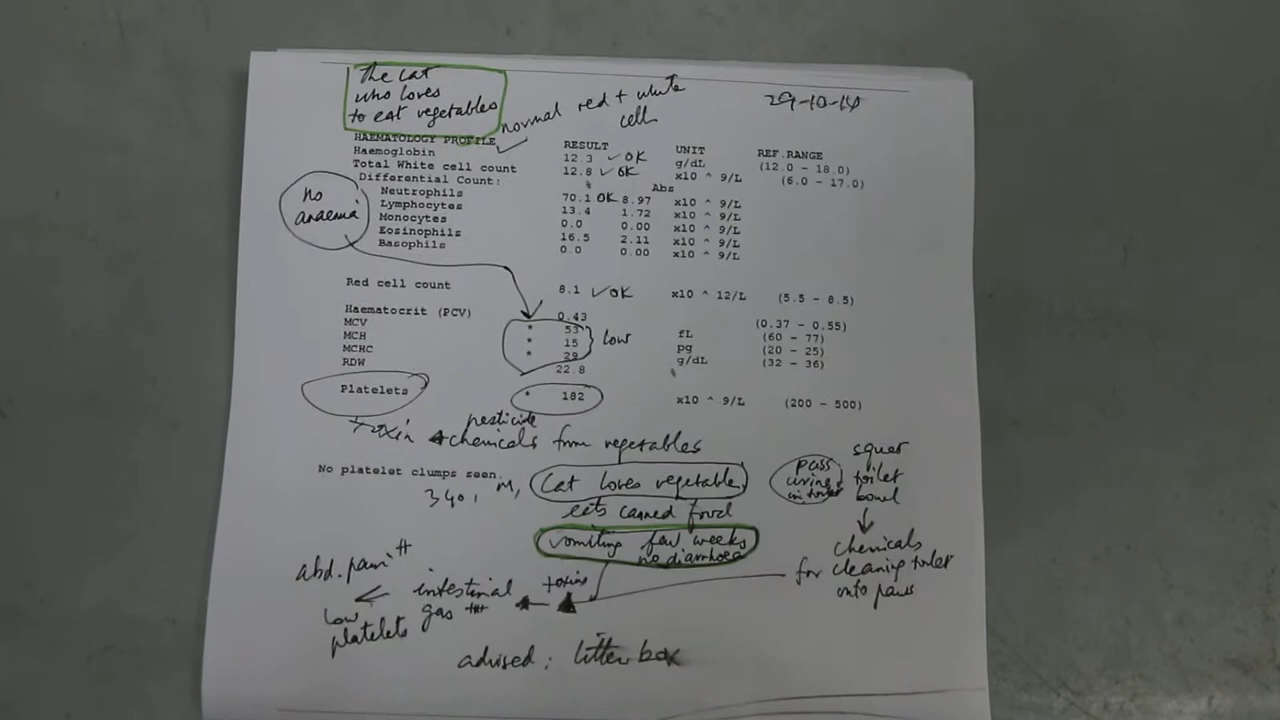 The cat
who loves
to eat vegetables
normal red + white
cell
29-10-14
HAEMATOLOGY PROFILE RESULT UNIT REF.RANGE
Haemoglobin 12.3 ✓ OK g/dL (12.0 - 18.0)
Total White cell count 12.8 ✓ OK x10 ^ 9/L (6.0 - 17.0)
Differential Count: % Abs
Neutrophils 70.1 OK 8.97 x10 ^ 9/L
Lymphocytes 13.4 1.72 x10 ^ 9/L
Monocytes 0.0 0.00 x10 ^ 9/L
Eosinophils 16.5 2.11 x10 ^ 9/L
Basophils 0.0 0.00 x10 ^ 9/L
no
anaemia
Red cell count 8.1 ✓ OK x10 ^ 12/L (5.5 - 8.5)
Haematocrit (PCV) 0.43 (0.37 - 0.55)
MCV * 53 fL (60 - 77)
MCH * 15 low pg (20 - 25)
MCHC * 29 g/dL (32 - 36)
RDW 22.8 %
Platelets * 182 x10 ^ 9/L (200 - 500)
pesticide
toxin chemicals from vegetables
No platelet clumps seen.
340, M, Cat loves vegetable
eats canned food
vomiting few weeks
no diarrhoea
pass
urine
in toilet
squat
toilet
bowl
chemicals
for cleaning toilet
onto paws
toxins
intestinal
gas +++
abd. pain ++
low
platelets
advised: litter box